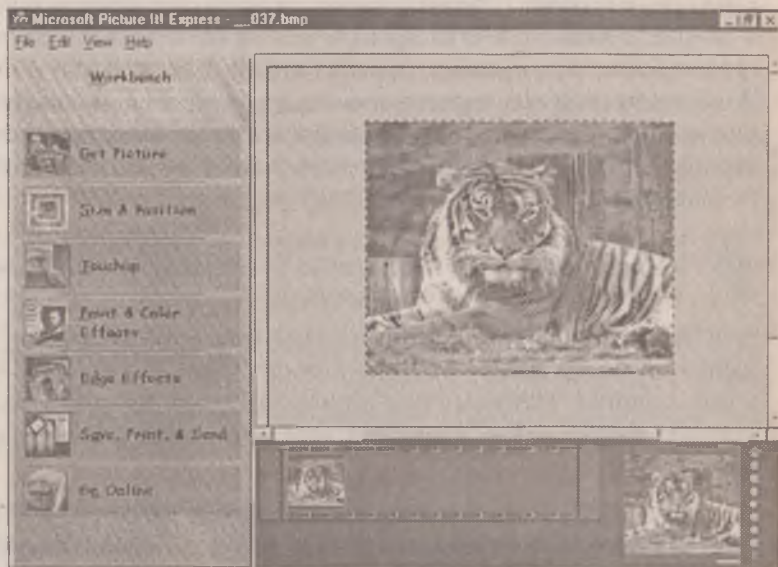 Microsoft Picture It! Express - __037.bmp
File Edit View Help
Workbench
Get Picture
Size & Position
Touchup
Paint & Color
Effects
Edge Effects
Save, Print, & Send
Go Online